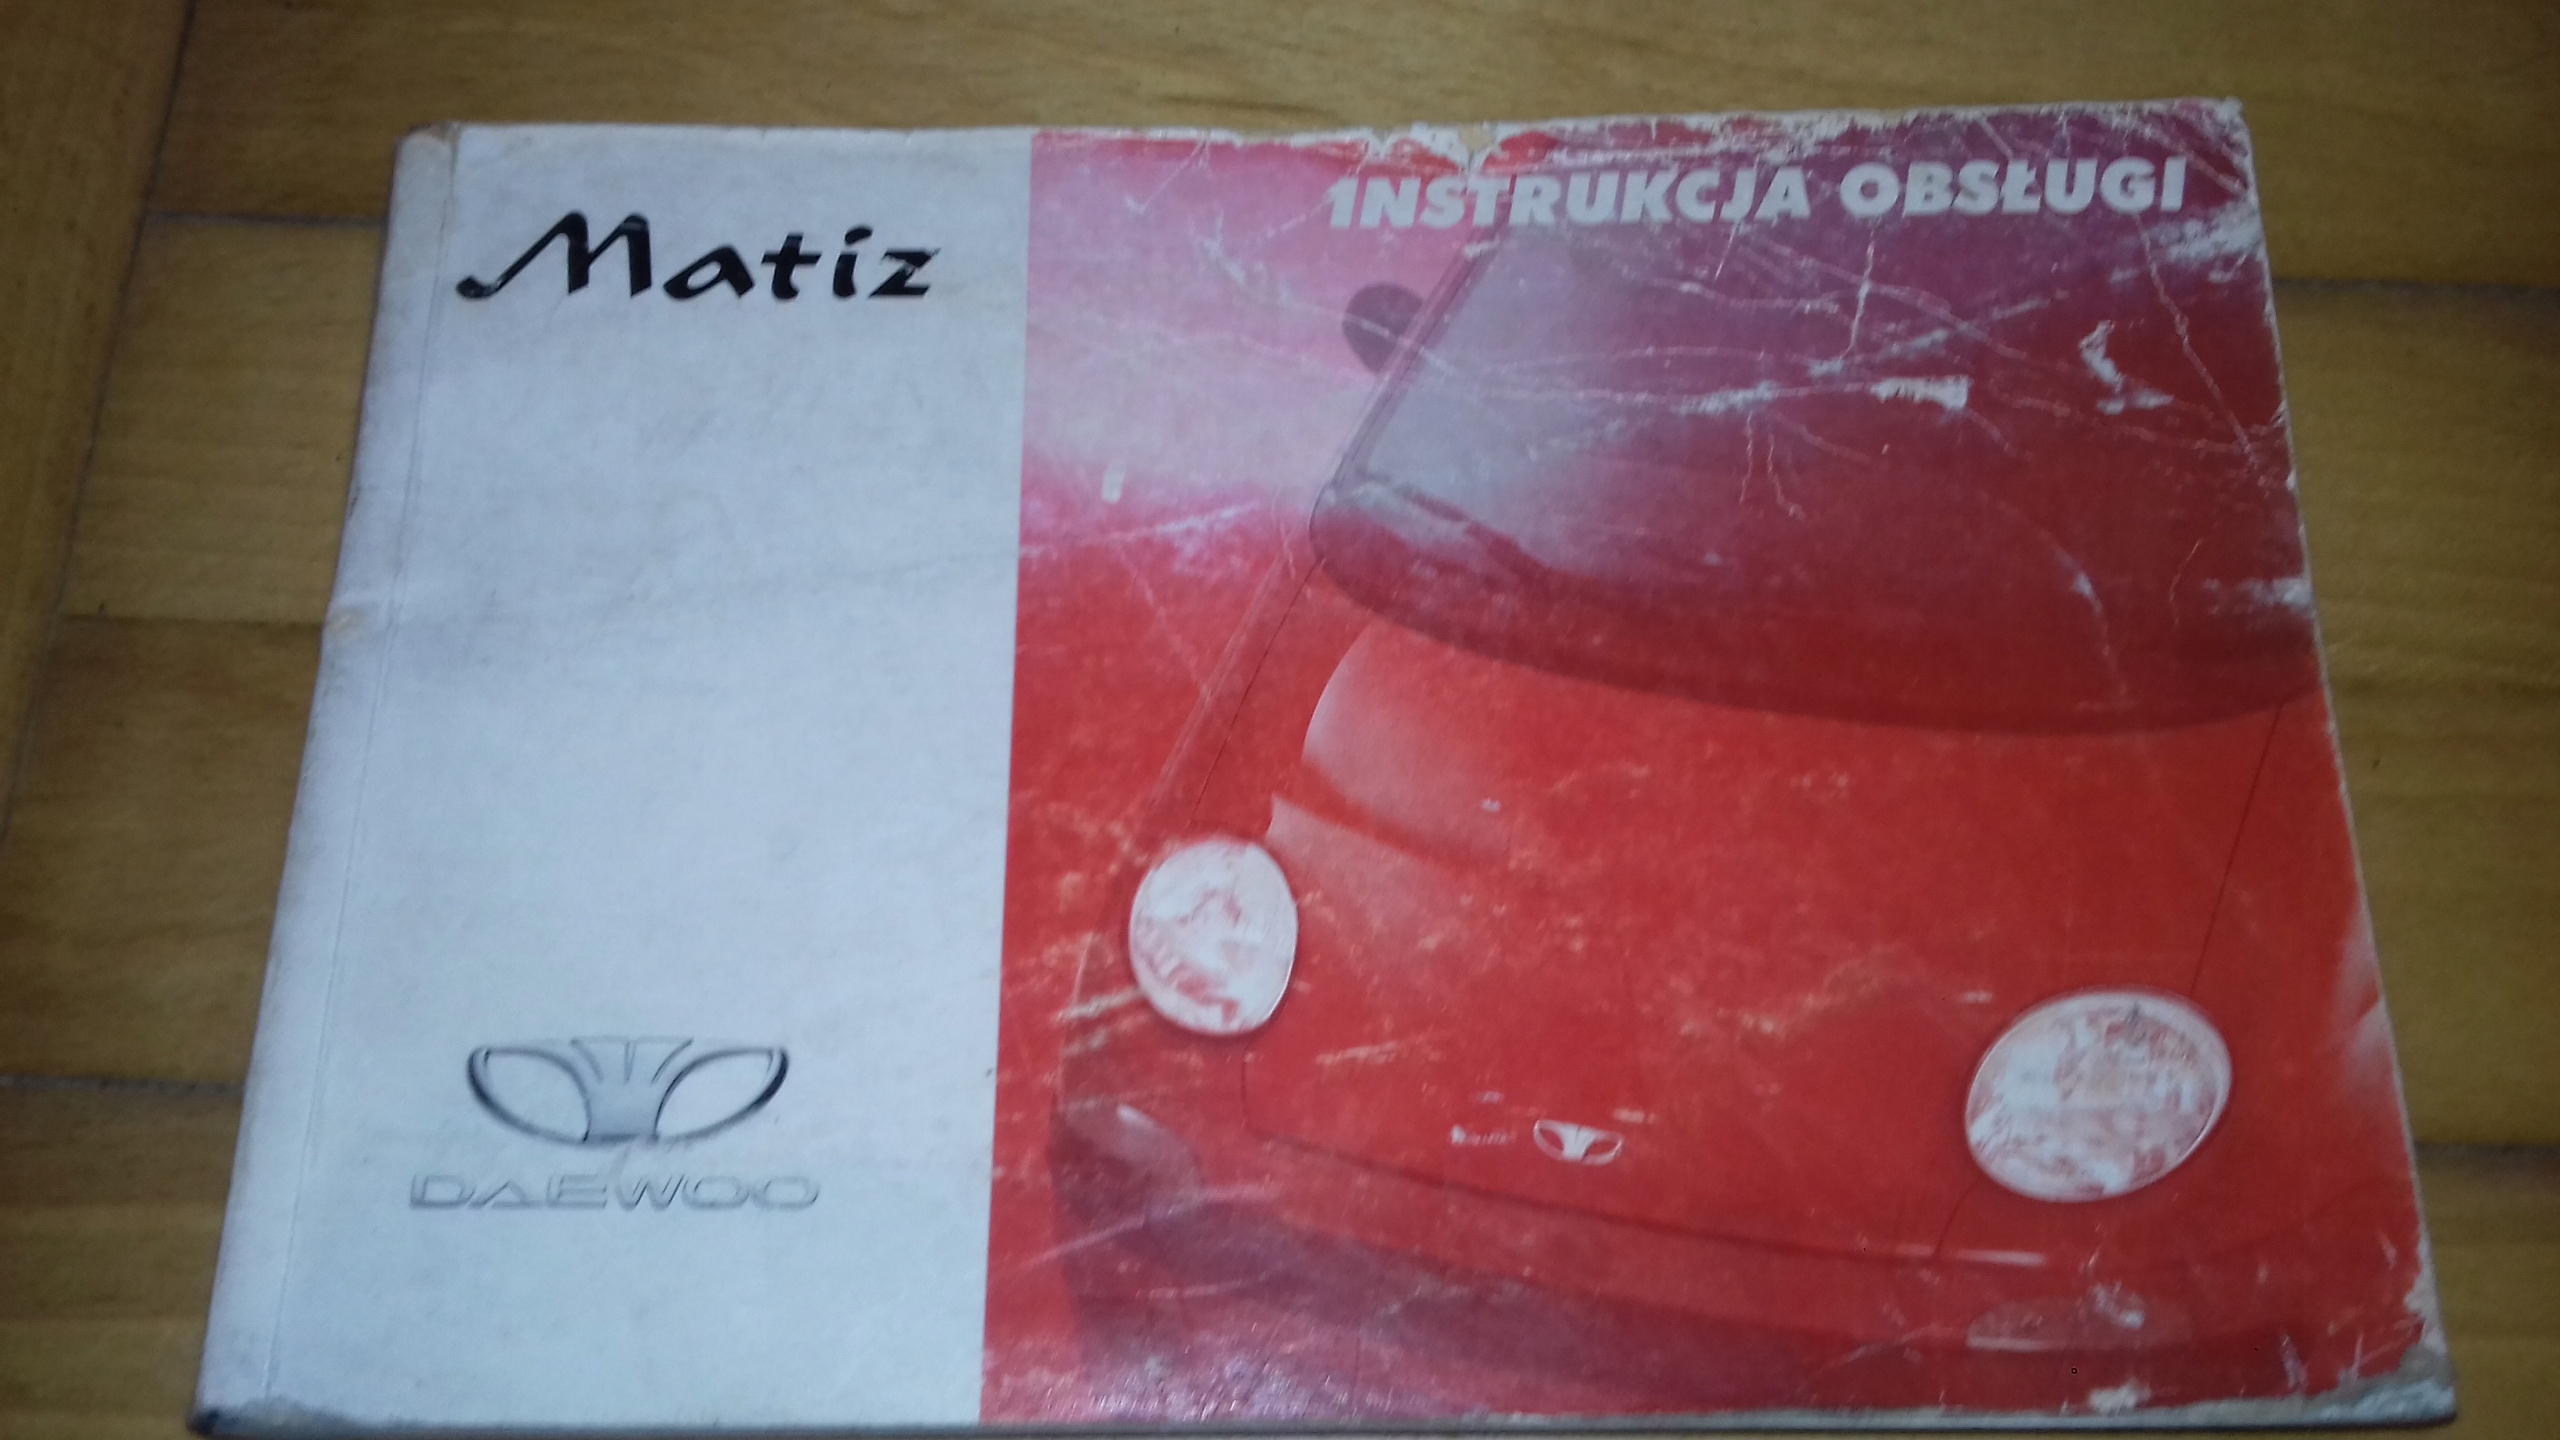 Matiz
INSTRUKCJA OBSŁUGI
DAEWOO